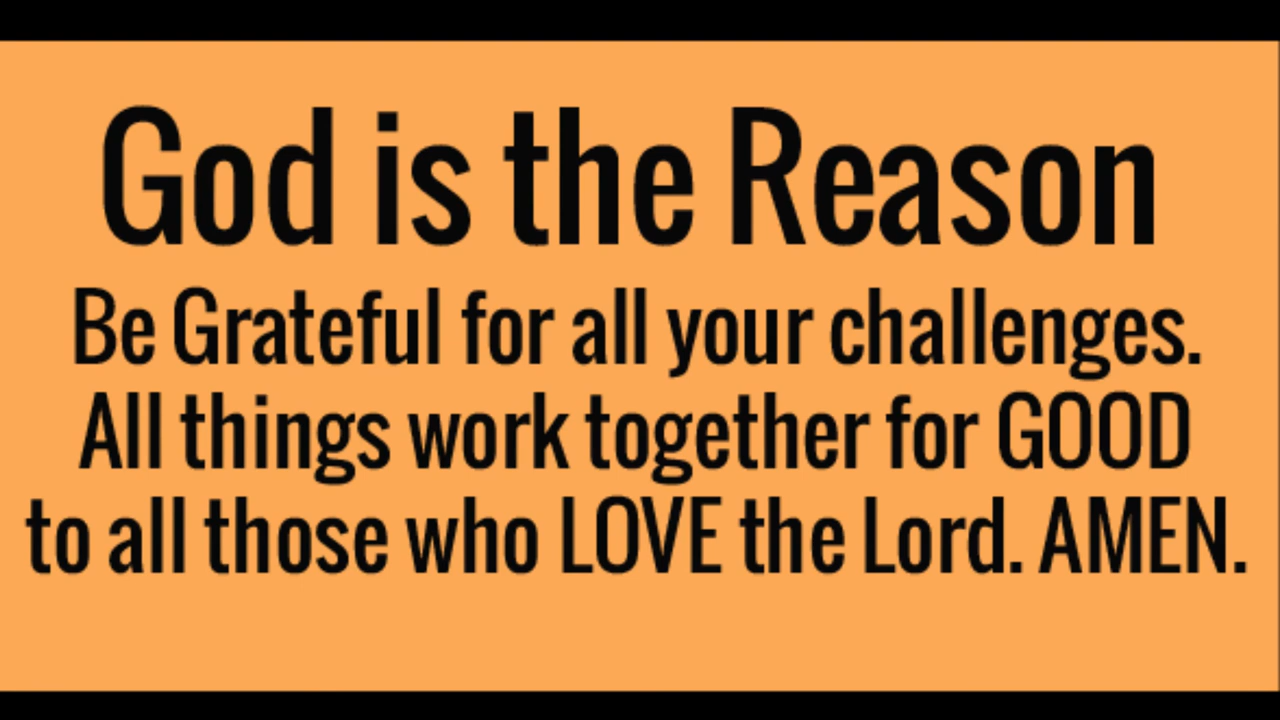 God is the Reason
Be Grateful for all your challenges.
All things work together for GOOD
to all those who LOVE the Lord. AMEN.